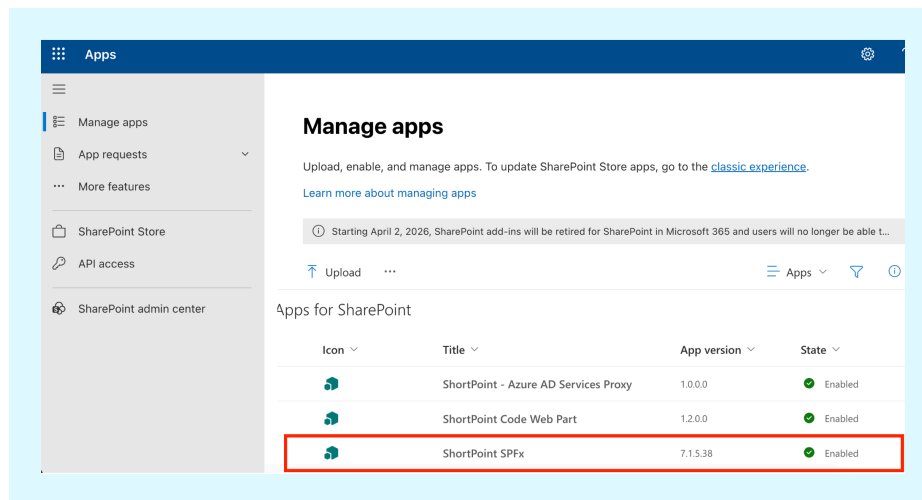 Apps
Manage apps
App requests
More features
SharePoint Store
API access
SharePoint admin center
Manage apps
Upload, enable, and manage apps. To update SharePoint Store apps, go to the classic experience.
Learn more about managing apps
Starting April 2, 2026, SharePoint add-ins will be retired for SharePoint in Microsoft 365 and users will no longer be able t...
Upload ... Apps
Apps for SharePoint
Icon Title App version State
ShortPoint - Azure AD Services Proxy 1.0.0.0 Enabled
ShortPoint Code Web Part 1.2.0.0 Enabled
ShortPoint SPFx 7.1.5.38 Enabled